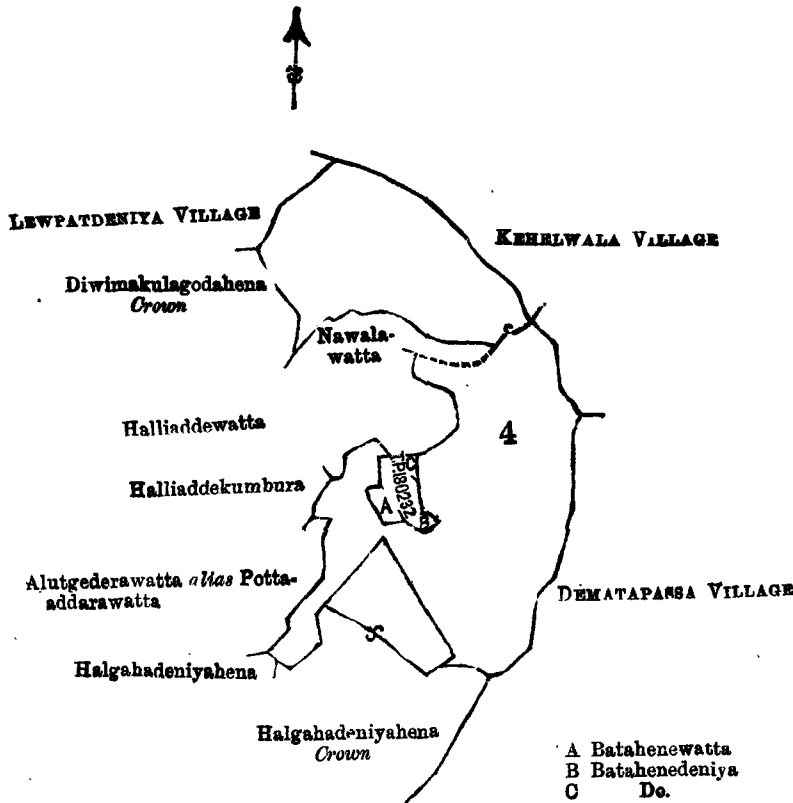 LEWPATDENIYA VILLAGE
KEHELWALA VILLAGE
Diwimakulagodahena
Crown
Nawala-
watta
Halliaddewatta
4
Halliaddekumbura
T.P.180232
A
C
B
Alutgederawatta alias Potta-
addarawatta
DEMATAPASSA VILLAGE
Halgahadeniyahena
Halgahadeniyahena
Crown
A Batahenewatta
B Batahenedeniya
C Do.